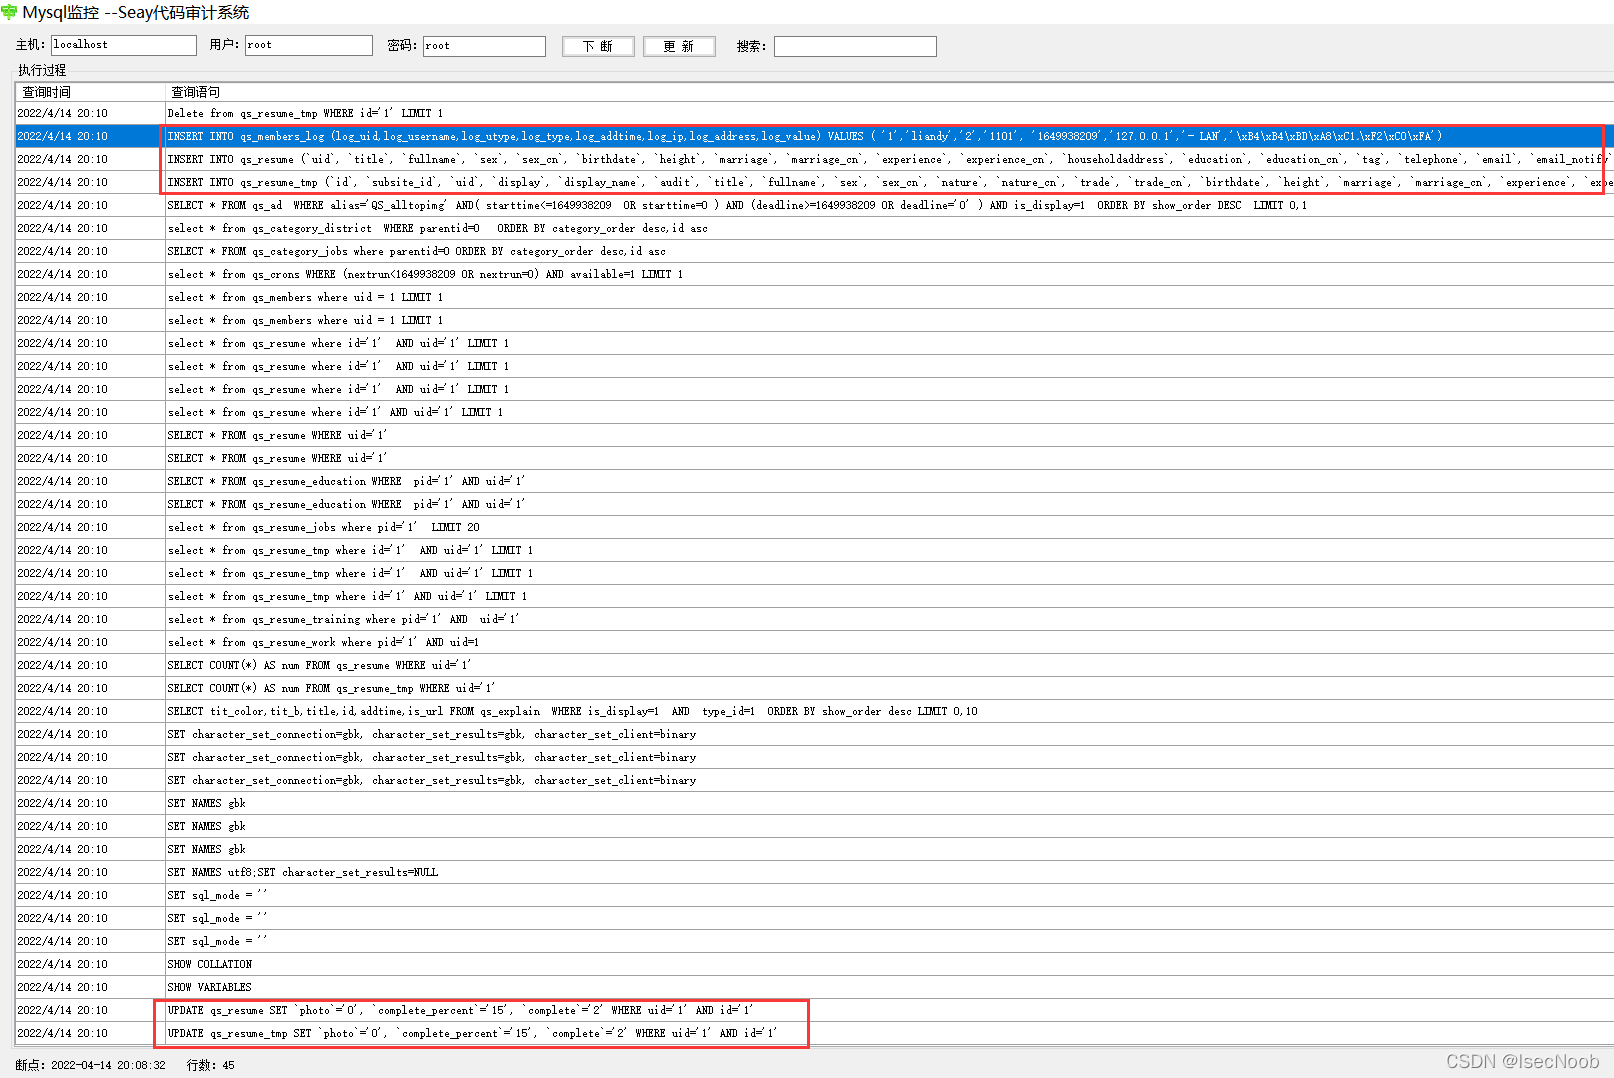 Mysql监控 --Seay代码审计系统
主机: localhost 用户: root 密码: root 下 断 更 新 搜索:
执行过程
查询时间 查询语句
2022/4/14 20:10 Delete from qs_resume_tmp WHERE id='1' LIMIT 1
2022/4/14 20:10 INSERT INTO qs_members_log (log_uid,log_username,log_utype,log_type,log_addtime,log_ip,log_address,log_value) VALUES ( '1','liandy','2','1101', '1649938209','127.0.0.1','- LAN','\xB4\xB4\xBD\xA8\xC1.\xF2\xC0\xFA')
2022/4/14 20:10 INSERT INTO qs_resume (`uid`, `title`, `fullname`, `sex`, `sex_cn`, `birthdate`, `height`, `marriage`, `marriage_cn`, `experience`, `experience_cn`, `householdaddress`, `education`, `education_cn`, `tag`, `telephone`, `email`, `email_notify`
2022/4/14 20:10 INSERT INTO qs_resume_tmp (`id`, `subsite_id`, `uid`, `display`, `display_name`, `audit`, `title`, `fullname`, `sex`, `sex_cn`, `nature`, `nature_cn`, `trade`, `trade_cn`, `birthdate`, `height`, `marriage`, `marriage_cn`, `experience`, `expe
2022/4/14 20:10 SELECT * FROM qs_ad  WHERE alias='QS_alltopimg' AND( starttime<=1649938209  OR starttime=0 ) AND (deadline>=1649938209 OR deadline='0' ) AND is_display=1  ORDER BY show_order DESC  LIMIT 0,1
2022/4/14 20:10 select * from qs_category_district  WHERE parentid=0   ORDER BY category_order desc,id asc
2022/4/14 20:10 SELECT * FROM qs_category_jobs where parentid=0 ORDER BY category_order desc,id asc
2022/4/14 20:10 select * from qs_crons WHERE (nextrun<1649938209 OR nextrun=0) AND available=1 LIMIT 1
2022/4/14 20:10 select * from qs_members where uid = 1 LIMIT 1
2022/4/14 20:10 select * from qs_members where uid = 1 LIMIT 1
2022/4/14 20:10 select * from qs_resume where id='1'  AND uid='1' LIMIT 1
2022/4/14 20:10 select * from qs_resume where id='1'  AND uid='1' LIMIT 1
2022/4/14 20:10 select * from qs_resume where id='1'  AND uid='1' LIMIT 1
2022/4/14 20:10 select * from qs_resume where id='1' AND uid='1' LIMIT 1
2022/4/14 20:10 SELECT * FROM qs_resume WHERE uid='1'
2022/4/14 20:10 SELECT * FROM qs_resume WHERE uid='1'
2022/4/14 20:10 SELECT * FROM qs_resume_education WHERE  pid='1' AND uid='1'
2022/4/14 20:10 SELECT * FROM qs_resume_education WHERE  pid='1' AND uid='1'
2022/4/14 20:10 select * from qs_resume_jobs where pid='1'  LIMIT 20
2022/4/14 20:10 select * from qs_resume_tmp where id='1'  AND uid='1' LIMIT 1
2022/4/14 20:10 select * from qs_resume_tmp where id='1'  AND uid='1' LIMIT 1
2022/4/14 20:10 select * from qs_resume_tmp where id='1' AND uid='1' LIMIT 1
2022/4/14 20:10 select * from qs_resume_training where pid='1' AND  uid='1'
2022/4/14 20:10 select * from qs_resume_work where pid='1' AND uid=1
2022/4/14 20:10 SELECT COUNT(*) AS num FROM qs_resume WHERE uid='1'
2022/4/14 20:10 SELECT COUNT(*) AS num FROM qs_resume_tmp WHERE uid='1'
2022/4/14 20:10 SELECT tit_color,tit_b,title,id,addtime,is_url FROM qs_explain  WHERE is_display=1  AND  type_id=1  ORDER BY show_order desc LIMIT 0,10
2022/4/14 20:10 SET character_set_connection=gbk, character_set_results=gbk, character_set_client=binary
2022/4/14 20:10 SET character_set_connection=gbk, character_set_results=gbk, character_set_client=binary
2022/4/14 20:10 SET character_set_connection=gbk, character_set_results=gbk, character_set_client=binary
2022/4/14 20:10 SET NAMES gbk
2022/4/14 20:10 SET NAMES gbk
2022/4/14 20:10 SET NAMES gbk
2022/4/14 20:10 SET NAMES utf8;SET character_set_results=NULL
2022/4/14 20:10 SET sql_mode = ''
2022/4/14 20:10 SET sql_mode = ''
2022/4/14 20:10 SET sql_mode = ''
2022/4/14 20:10 SHOW COLLATION
2022/4/14 20:10 SHOW VARIABLES
2022/4/14 20:10 UPDATE qs_resume SET `photo`='0', `complete_percent`='15', `complete`='2' WHERE uid='1' AND id='1'
2022/4/14 20:10 UPDATE qs_resume_tmp SET `photo`='0', `complete_percent`='15', `complete`='2' WHERE uid='1' AND id='1'
断点: 2022-04-14 20:08:32 行数: 45
CSDN @IsecNoob